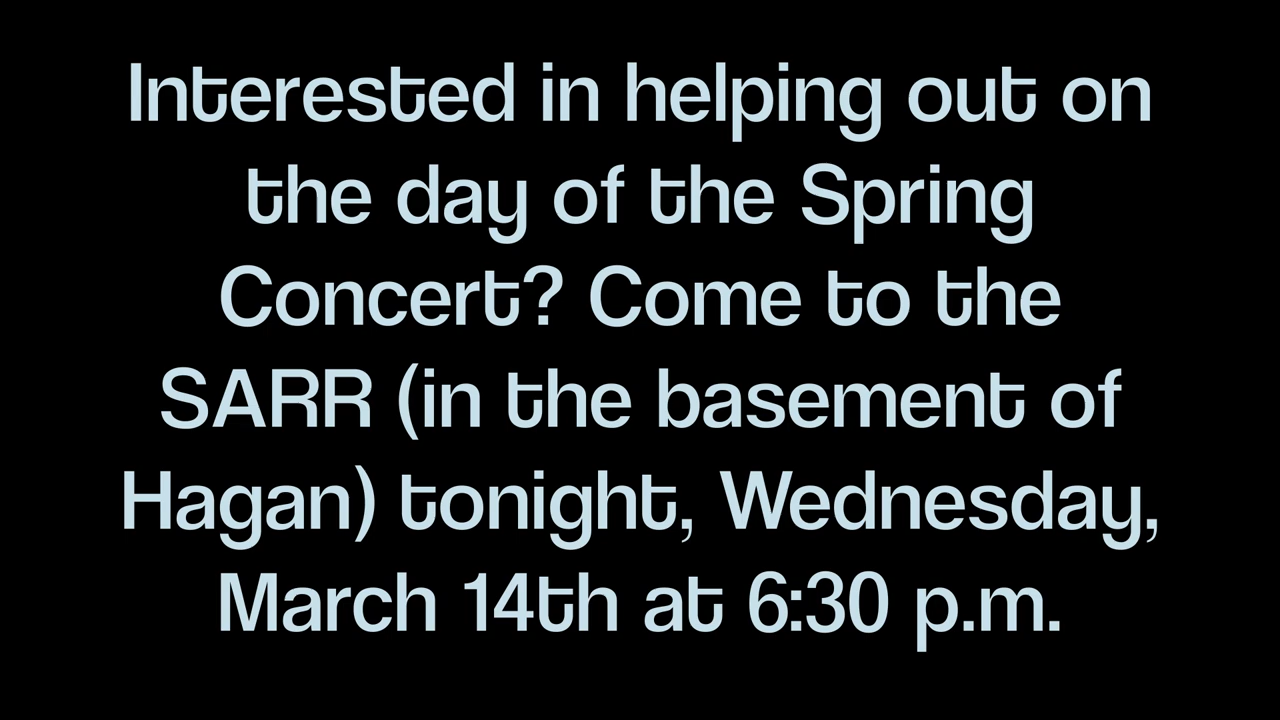 Interested in helping out on
the day of the Spring
Concert? Come to the
SARR (in the basement of
Hagan) tonight, Wednesday,
March 14th at 6:30 p.m.